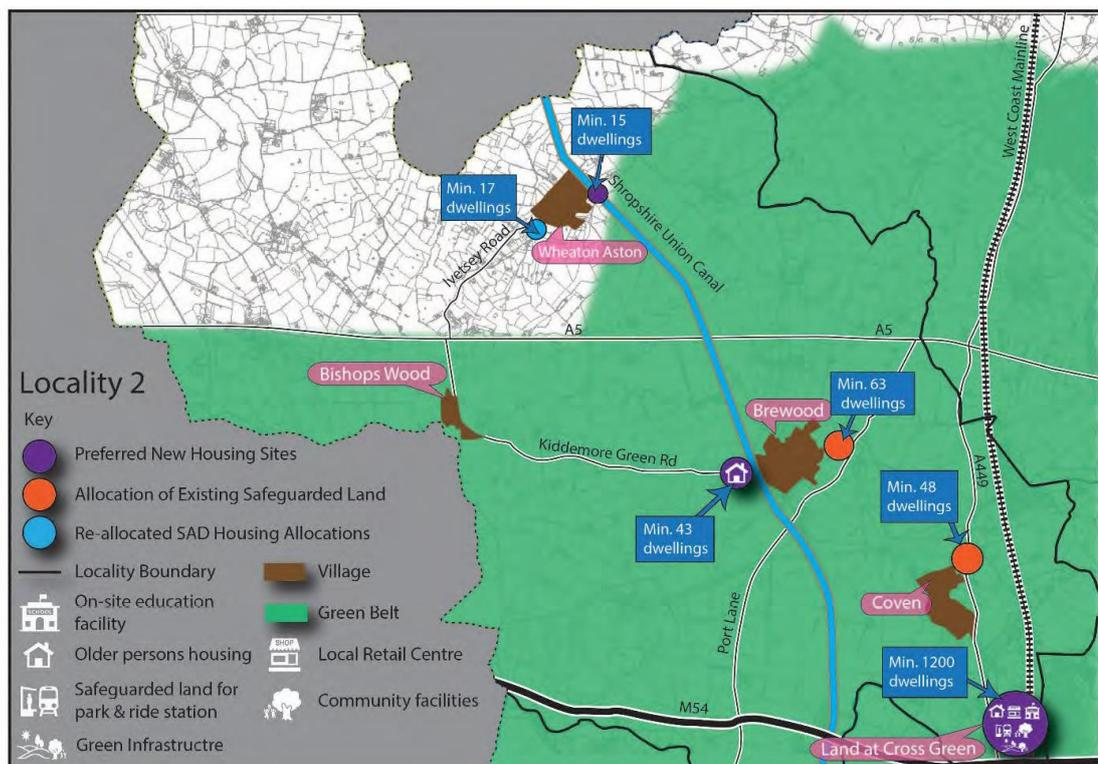 West Coast Mainline
Min. 15
dwellings
Min. 17
dwellings
Shropshire Union Canal
Wheaton Aston
Ivetsey Road
A5
A5
Bishops Wood
Brewood
Min. 63
dwellings
Kiddemore Green Rd
A449
Min. 48
dwellings
Min. 43
dwellings
Coven
Port Lane
Min. 1200
dwellings
M54
Land at Cross Green
Locality 2
Key
Preferred New Housing Sites
Allocation of Existing Safeguarded Land
Re-allocated SAD Housing Allocations
Locality Boundary
Village
SCHOOL
On-site education
facility
Green Belt
Older persons housing
SHOP
Local Retail Centre
Safeguarded land for
park & ride station
Community facilities
Green Infrastructre